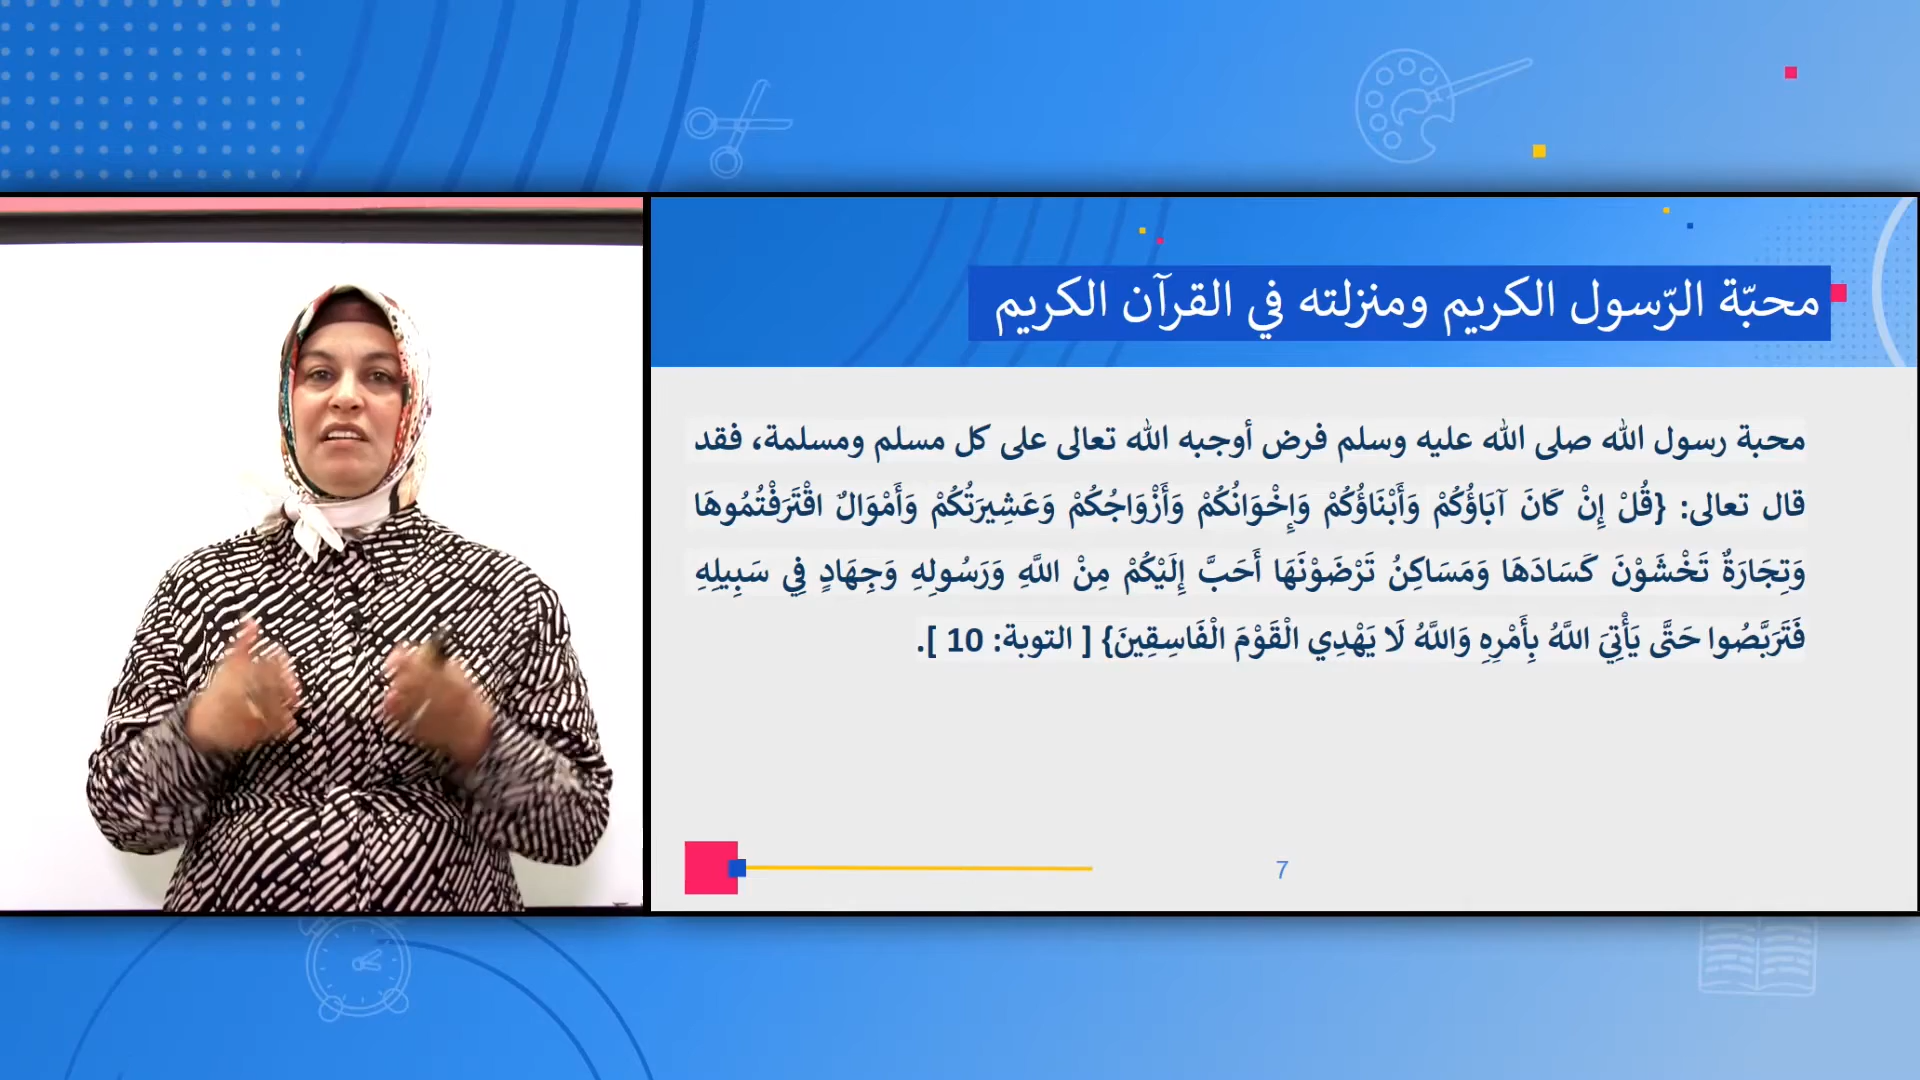 محبّة الرّسول الكريم ومنزلته في القرآن الكريم
محبة رسول الله صلى الله عليه وسلم فرض أوجبه الله تعالى على كل مسلم ومسلمة، فقد
قال تعالى: {قُلْ إِنْ كَانَ آبَاؤُكُمْ وَأَبْنَاؤُكُمْ وَإِخْوَانُكُمْ وَأَزْوَاجُكُمْ وَعَشِيرَتُكُمْ وَأَمْوَالٌ اقْتَرَفْتُمُوهَا
وَتِجَارَةٌ تَخْشَوْنَ كَسَادَهَا وَمَسَاكِنُ تَرْضَوْنَهَا أَحَبَّ إِلَيْكُمْ مِنْ اللَّهِ وَرَسُولِهِ وَجِهَادٍ فِي سَبِيلِهِ
فَتَرَبَّصُوا حَتَّى يَأْتِيَ اللَّهُ بِأَمْرِهِ وَاللَّهُ لَا يَهْدِي الْقَوْمَ الْفَاسِقِينَ} [ التوبة: 10 ].
7